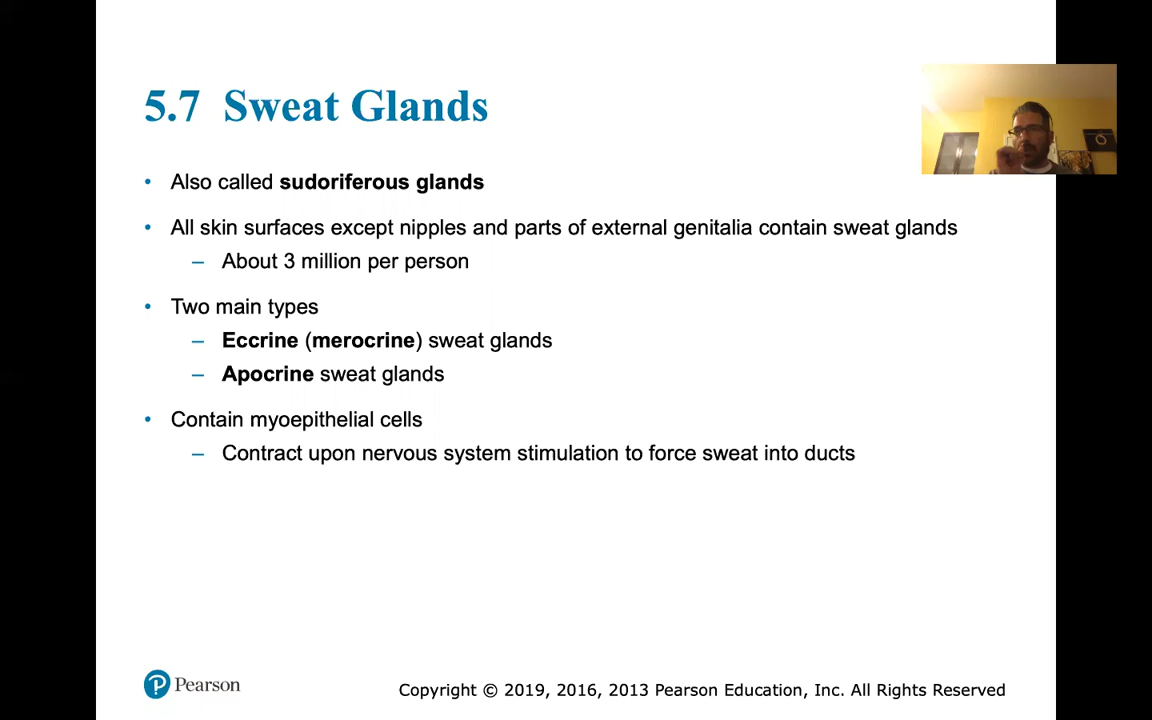 5.7 Sweat Glands
• Also called sudoriferous glands
• All skin surfaces except nipples and parts of external genitalia contain sweat glands
– About 3 million per person
• Two main types
– Eccrine (merocrine) sweat glands
– Apocrine sweat glands
• Contain myoepithelial cells
– Contract upon nervous system stimulation to force sweat into ducts
Pearson
Copyright © 2019, 2016, 2013 Pearson Education, Inc. All Rights Reserved